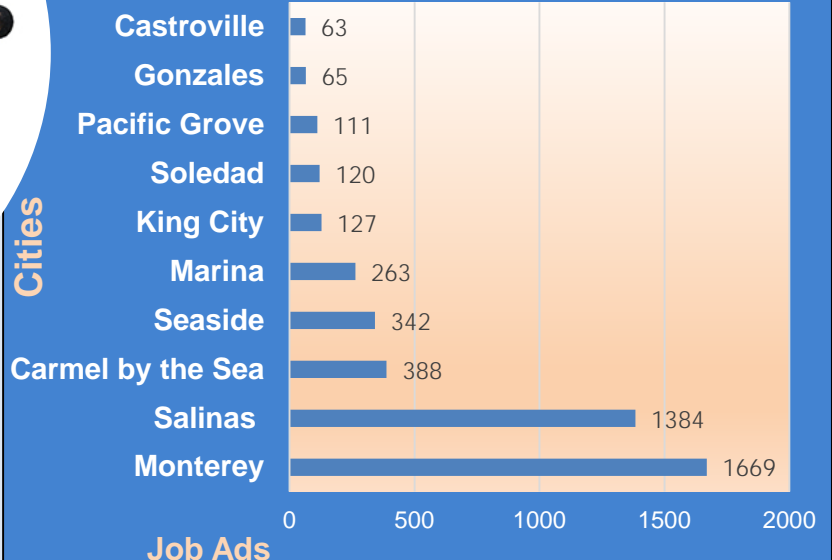 Castroville 63
Gonzales 65
Pacific Grove 111
Soledad 120
King City 127
Marina 263
Seaside 342
Carmel by the Sea 388
Salinas 1384
Monterey 1669
0 500 1000 1500 2000
Cities
Job Ads